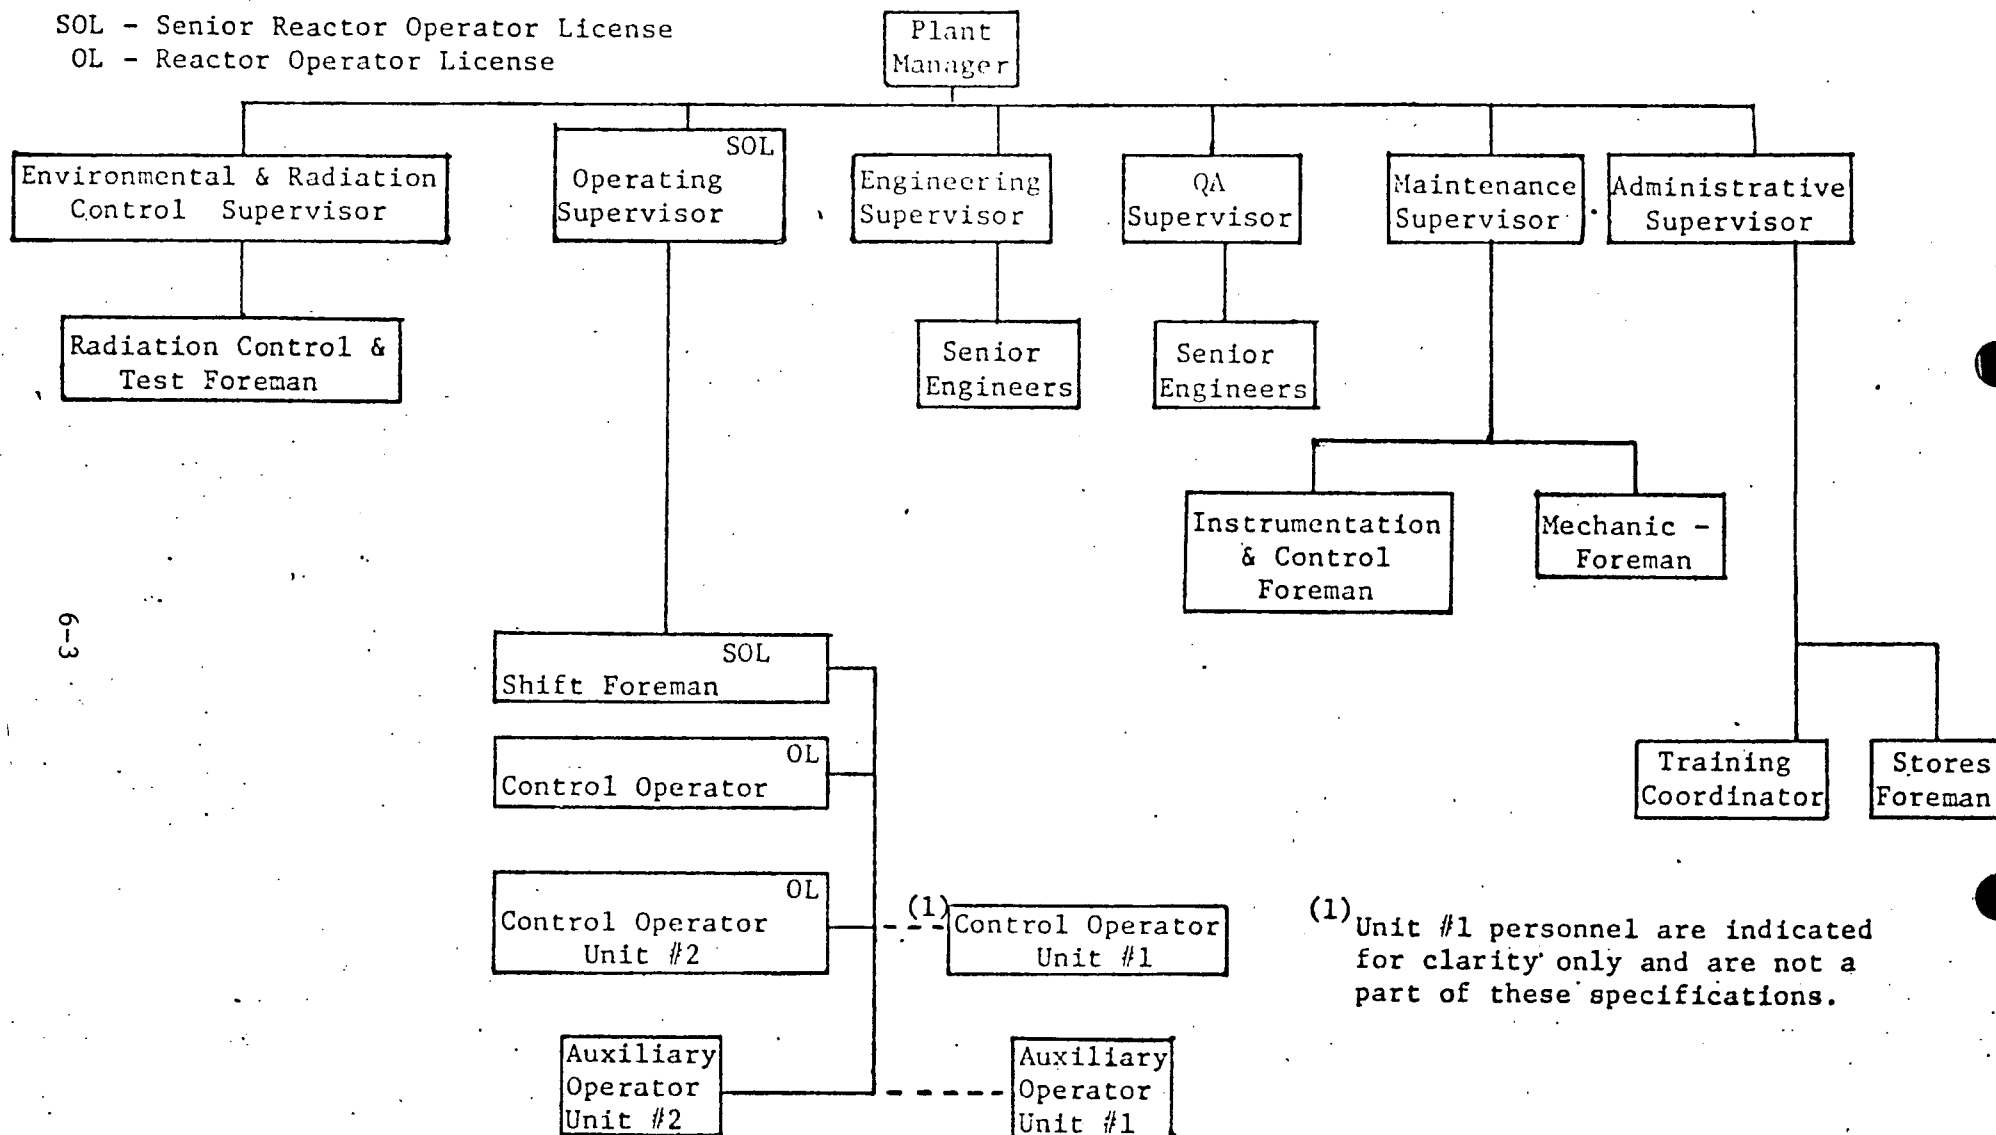 SOL - Senior Reactor Operator License
OL - Reactor Operator License
Plant
Manager
Environmental & Radiation
Control Supervisor
SOL
Operating
Supervisor
Engineering
Supervisor
QA
Supervisor
Maintenance
Supervisor
Administrative
Supervisor
Radiation Control &
Test Foreman
Senior
Engineers
Senior
Engineers
Instrumentation
& Control
Foreman
Mechanic -
Foreman
6-3
SOL
Shift Foreman
OL
Control Operator
Training
Coordinator
Stores
Foreman
OL
Control Operator
Unit #2
(1)
Control Operator
Unit #1
(1) Unit #1 personnel are indicated
for clarity only and are not a
part of these specifications.
Auxiliary
Operator
Unit #2
Auxiliary
Operator
Unit #1